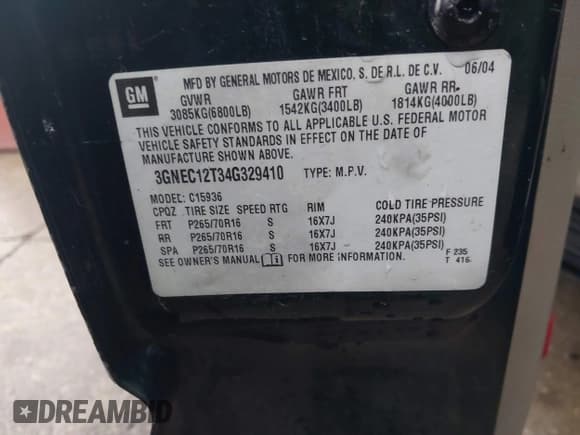 GM
MFD BY GENERAL MOTORS DE MEXICO, S. DE R.L. DE C.V. 06/04
GVWR GAWR FRT GAWR RR
3085KG(6800LB) 1542KG(3400LB) 1814KG(4000LB)
THIS VEHICLE CONFORMS TO ALL APPLICABLE U.S. FEDERAL MOTOR
VEHICLE SAFETY STANDARDS IN EFFECT ON THE DATE OF
MANUFACTURE SHOWN ABOVE.
3GNEC12T34G329410 TYPE: M.P.V.
MODEL: C15936
CPQZ TIRE SIZE SPEED RTG RIM COLD TIRE PRESSURE
FRT P265/70R16 S 16X7J 240KPA(35PSI)
RR P265/70R16 S 16X7J 240KPA(35PSI)
SPA P265/70R16 S 16X7J 240KPA(35PSI)
SEE OWNER'S MANUAL FOR MORE INFORMATION.
F 235
T 416
DREAMBID